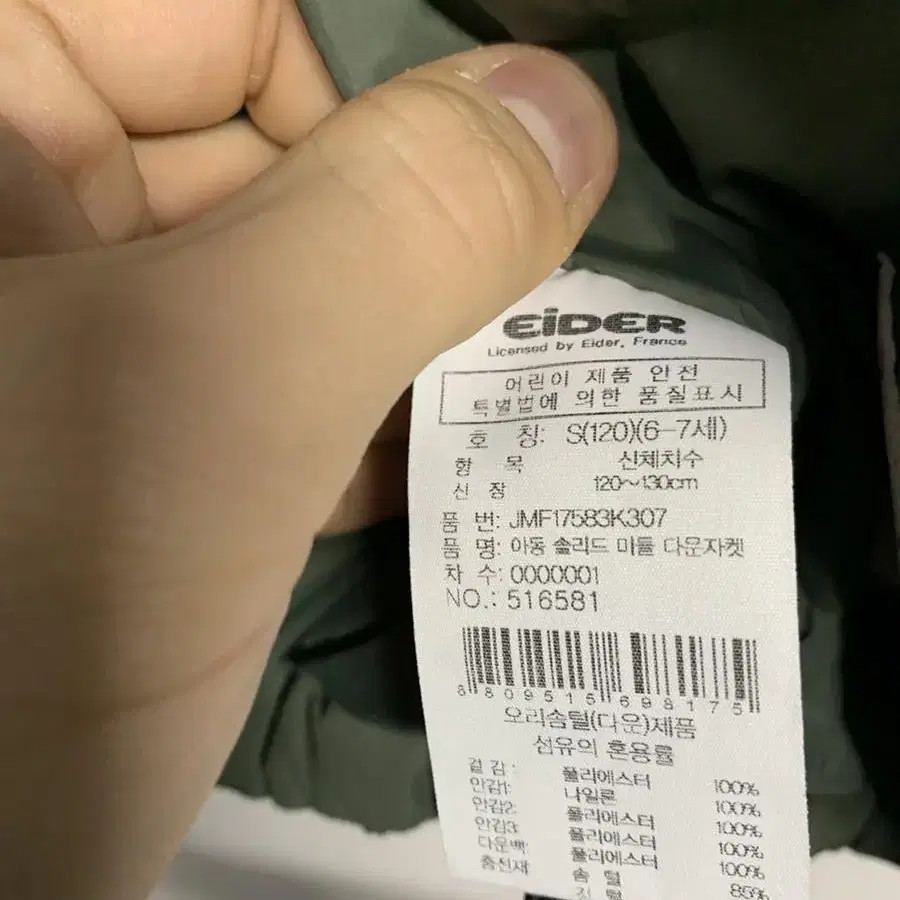 EiDER
Licensed by Eider, France
어린이 제품 안전
특별법에 의한 품질표시
호 칭: S(120)(6-7세)
항 목 신체치수
신 장 120~130cm
품 번: JMF17583K307
품 명: 아동 솔리드 미들 다운자켓
차 수: 0000001
NO.: 516581
8809515698175
오리솜털(다운)제품
섬유의 혼용률
겉감: 폴리에스터 100%
안감1: 나일론 100%
안감2: 폴리에스터 100%
안감3: 폴리에스터 100%
다운백: 폴리에스터 100%
충전재: 솜 털 85%
깃털